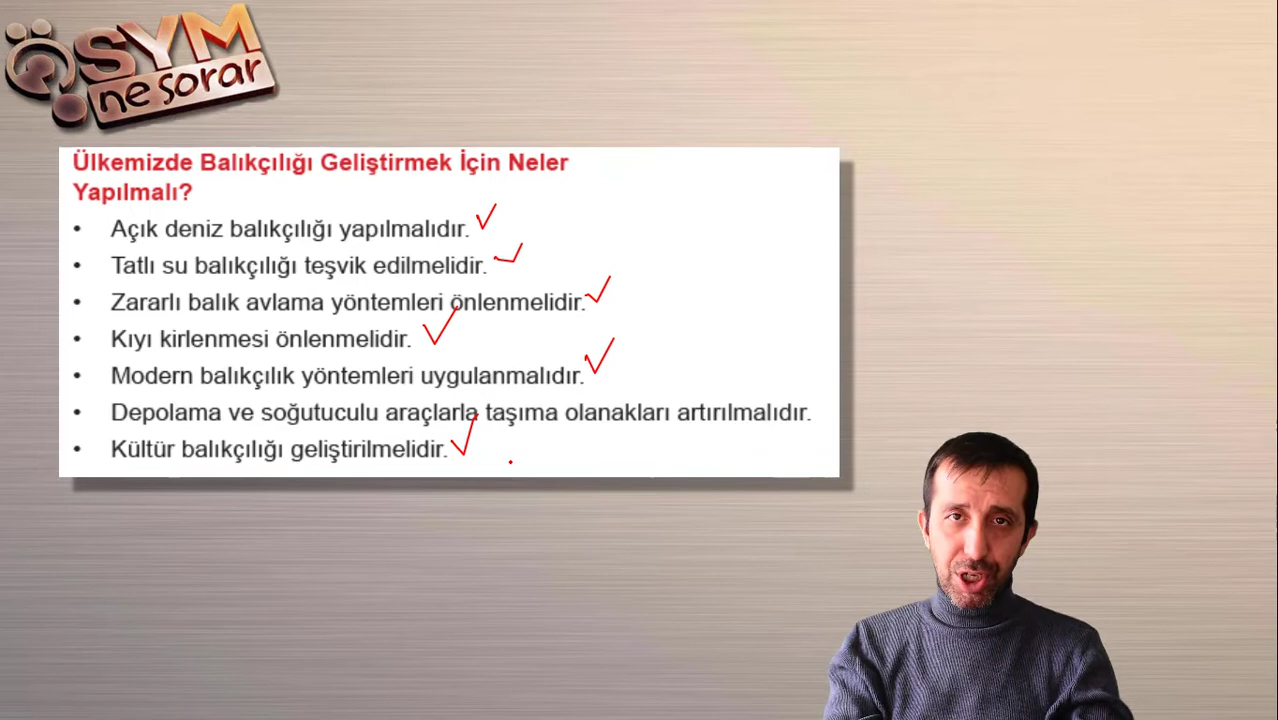 ÖSYM
ne sorar
Ülkemizde Balıkçılığı Geliştirmek İçin Neler
Yapılmalı?
• Açık deniz balıkçılığı yapılmalıdır.
• Tatlı su balıkçılığı teşvik edilmelidir.
• Zararlı balık avlama yöntemleri önlenmelidir.
• Kıyı kirlenmesi önlenmelidir.
• Modern balıkçılık yöntemleri uygulanmalıdır.
• Depolama ve soğutuculu araçlarla taşıma olanakları artırılmalıdır.
• Kültür balıkçılığı geliştirilmelidir.